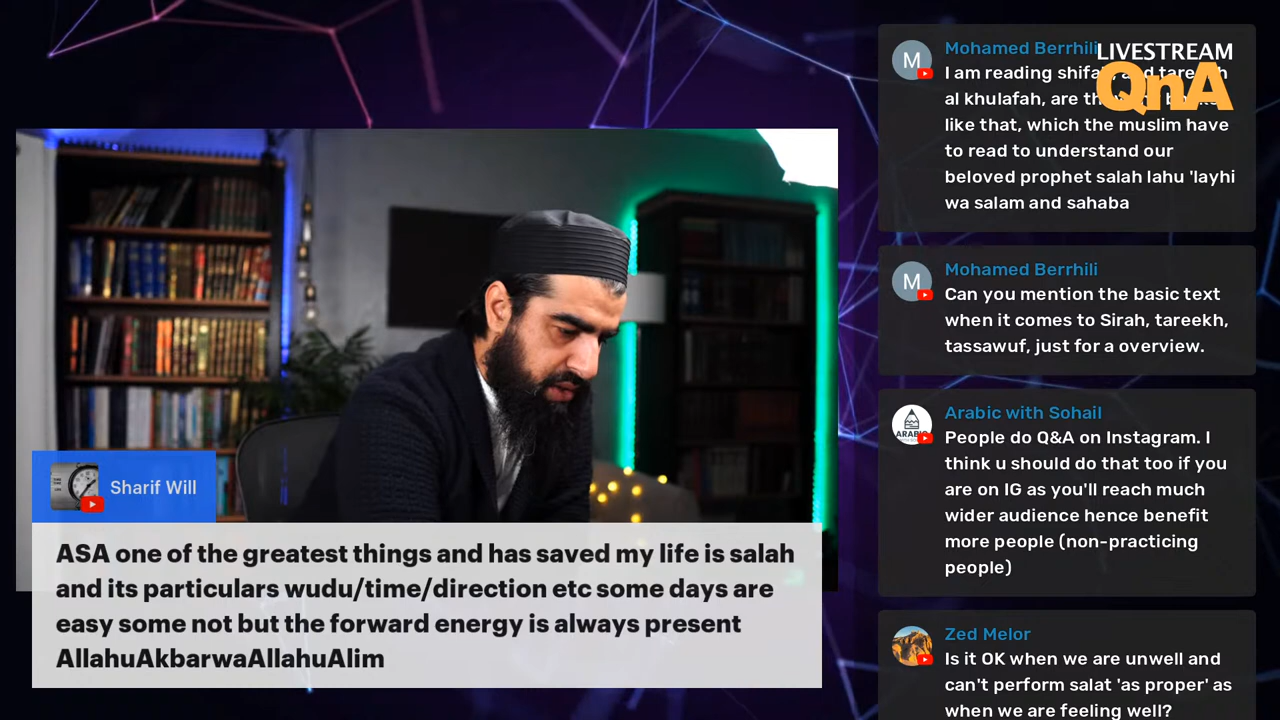 Mohamed Berrhili
I am reading shifa
al khulafah, are
like that, which the muslim have
to read to understand our
beloved prophet salah lahu 'layhi
wa salam and sahaba
LIVESTREAM
QnA
M
Mohamed Berrhili
Can you mention the basic text
when it comes to Sirah, tareekh,
tassawuf, just for a overview.
M
Arabic with Sohail
People do Q&A on Instagram. I
think u should do that too if you
are on IG as you'll reach much
wider audience hence benefit
more people (non-practicing
people)
Zed Melor
Is it OK when we are unwell and
can't perform salat 'as proper' as
when we are feeling well?
Sharif Will
ASA one of the greatest things and has saved my life is salah
and its particulars wudu/time/direction etc some days are
easy some not but the forward energy is always present
AllahuAkbarwaAllahuAlim